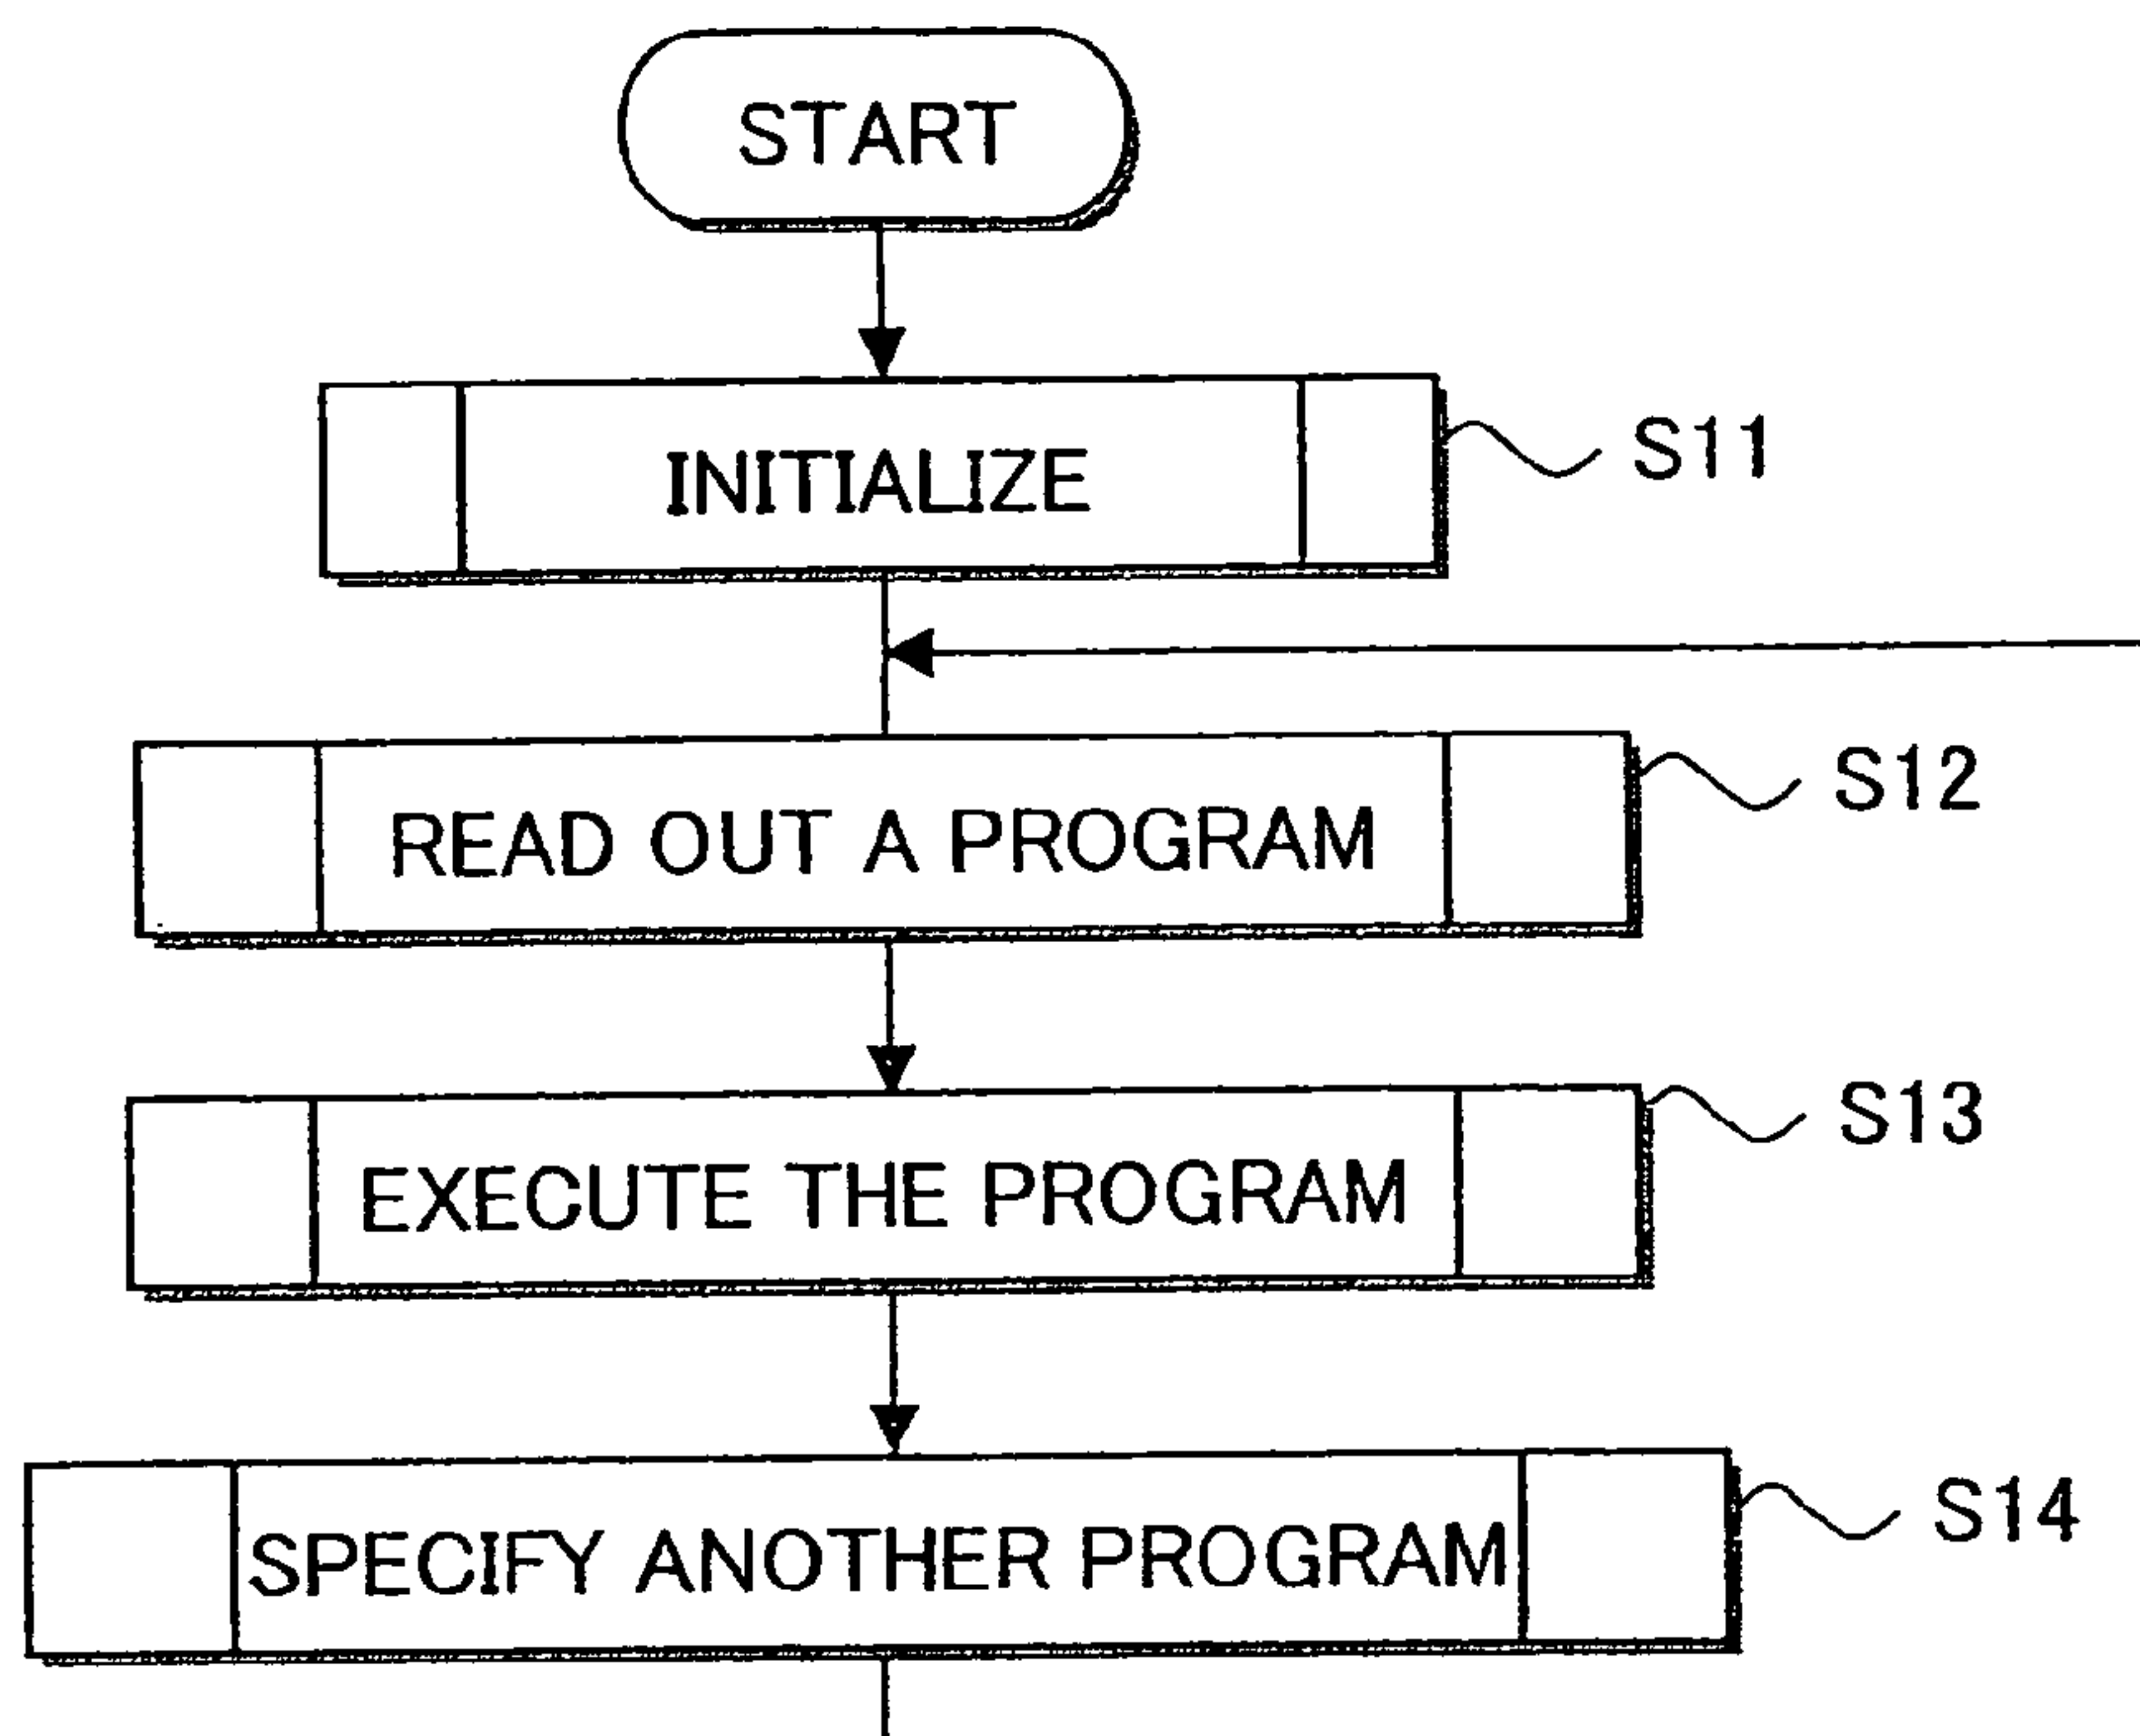 START
INITIALIZE
S11
READ OUT A PROGRAM
S12
EXECUTE THE PROGRAM
S13
SPECIFY ANOTHER PROGRAM
S14